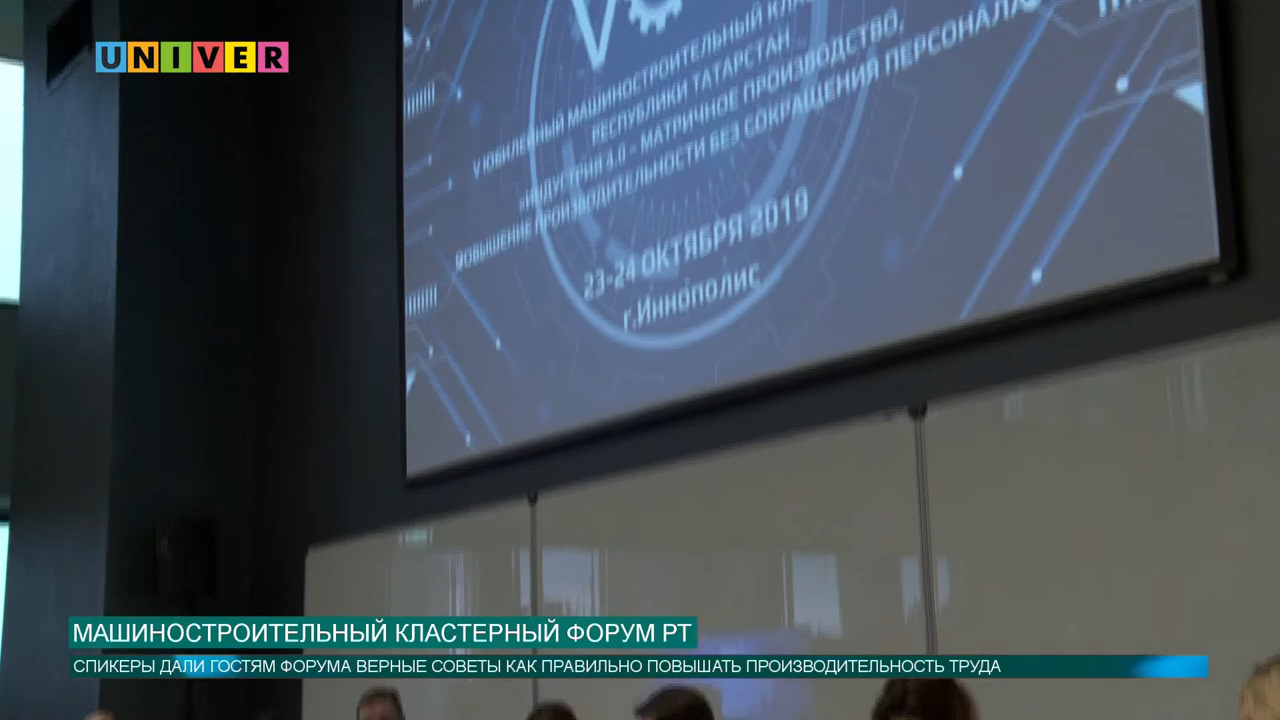 UNIVER
V
V ЮБИЛЕЙНЫЙ МАШИНОСТРОИТЕЛЬНЫЙ
РЕСПУБЛИКИ ТАТАРСТАН
«ИНДУСТРИЯ 4.0 – МАТРИЧНОЕ ПРОИЗВОДСТВО,
ПОВЫШЕНИЕ ПРОИЗВОДИТЕЛЬНОСТИ БЕЗ СОКРАЩЕНИЯ ПЕРСОНАЛА»
23-24 ОКТЯБРЯ 2019
г.Иннополис
МАШИНОСТРОИТЕЛЬНЫЙ КЛАСТЕРНЫЙ ФОРУМ РТ
СПИКЕРЫ ДАЛИ ГОСТЯМ ФОРУМА ВЕРНЫЕ СОВЕТЫ КАК ПРАВИЛЬНО ПОВЫШАТЬ ПРОИЗВОДИТЕЛЬНОСТЬ ТРУДА